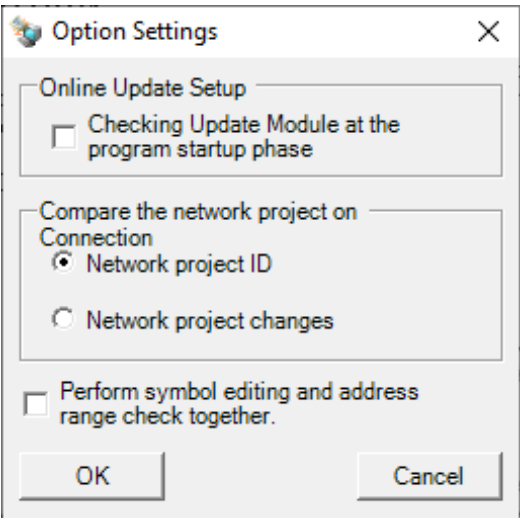 Option Settings
Online Update Setup
Checking Update Module at the
program startup phase
Compare the network project on
Connection
Network project ID
Network project changes
Perform symbol editing and address
range check together.
OK
Cancel